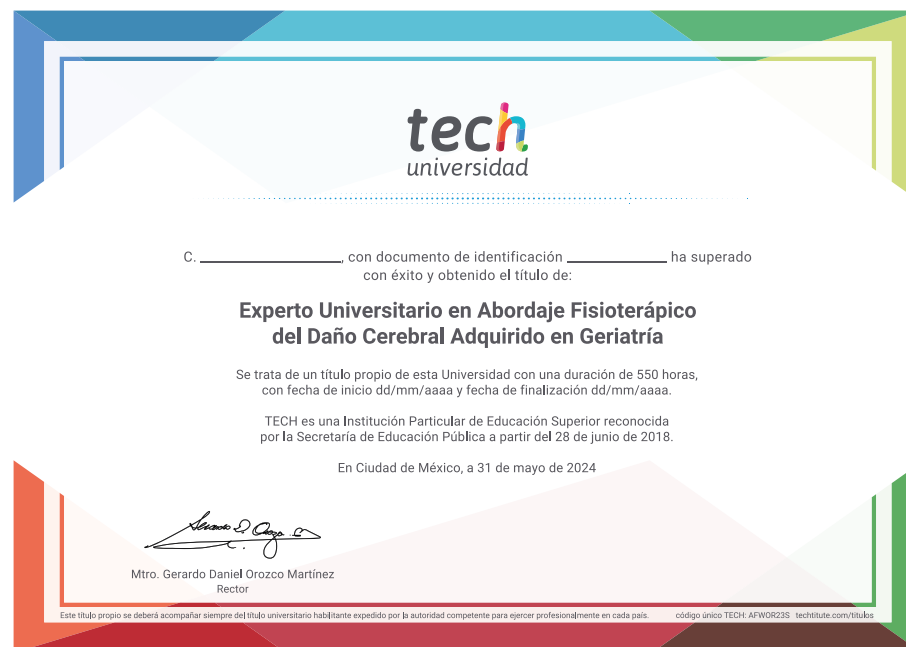 tech
universidad
C. ____________________, con documento de identificación ______________ ha superado
con éxito y obtenido el título de:
Experto Universitario en Abordaje Fisioterápico
del Daño Cerebral Adquirido en Geriatría
Se trata de un título propio de esta Universidad con una duración de 550 horas,
con fecha de inicio dd/mm/aaaa y fecha de finalización dd/mm/aaaa.
TECH es una Institución Particular de Educación Superior reconocida
por la Secretaría de Educación Pública a partir del 28 de junio de 2018.
En Ciudad de México, a 31 de mayo de 2024
Mtro. Gerardo Daniel Orozco Martínez
Rector
Este título propio se deberá acompañar siempre del título universitario habilitante expedido por la autoridad competente para ejercer profesionalmente en cada país. código único TECH: AFWOR23S techtitute.com/titulos